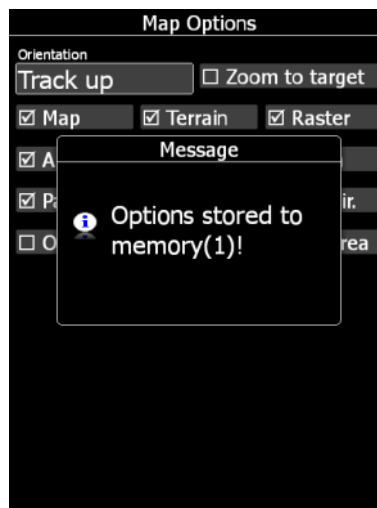 Map Options
Orientation
Track up
Zoom to target
Map
Terrain
Raster
Message
Options stored to
memory(1)!
ir.
rea